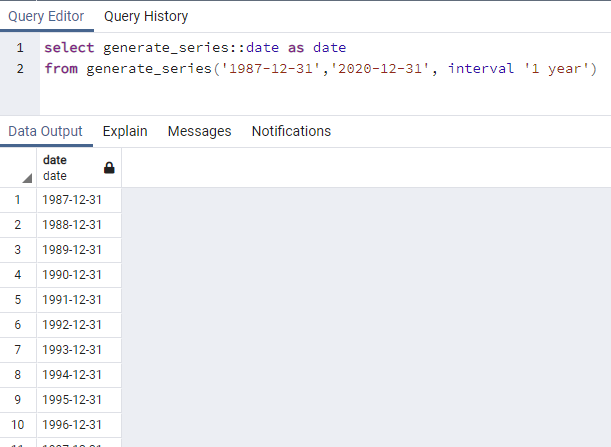 Query Editor Query History
1 select generate_series::date as date
2 from generate_series('1987-12-31','2020-12-31', interval '1 year')
Data Output Explain Messages Notifications
date
date
1 1987-12-31
2 1988-12-31
3 1989-12-31
4 1990-12-31
5 1991-12-31
6 1992-12-31
7 1993-12-31
8 1994-12-31
9 1995-12-31
10 1996-12-31